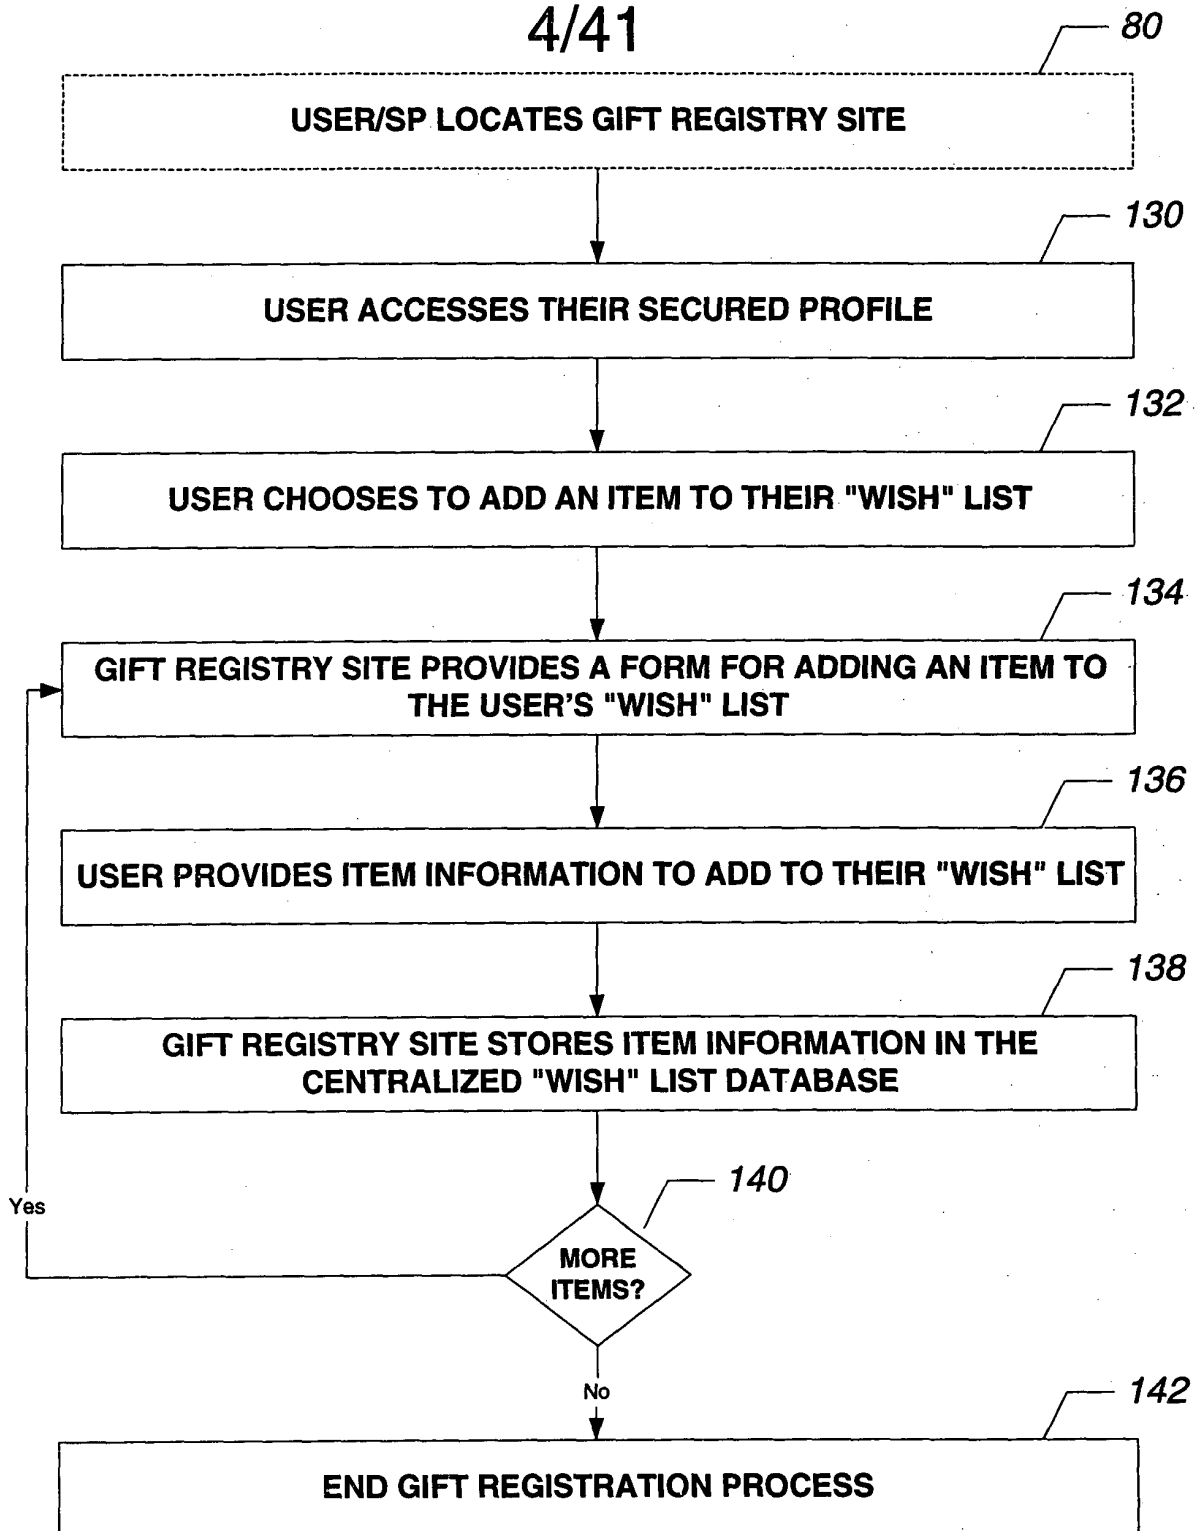 4/41
80
USER/SP LOCATES GIFT REGISTRY SITE
130
USER ACCESSES THEIR SECURED PROFILE
132
USER CHOOSES TO ADD AN ITEM TO THEIR "WISH" LIST
134
GIFT REGISTRY SITE PROVIDES A FORM FOR ADDING AN ITEM TO
THE USER'S "WISH" LIST
136
USER PROVIDES ITEM INFORMATION TO ADD TO THEIR "WISH" LIST
138
GIFT REGISTRY SITE STORES ITEM INFORMATION IN THE
CENTRALIZED "WISH" LIST DATABASE
140
Yes
MORE
ITEMS?
No
142
END GIFT REGISTRATION PROCESS